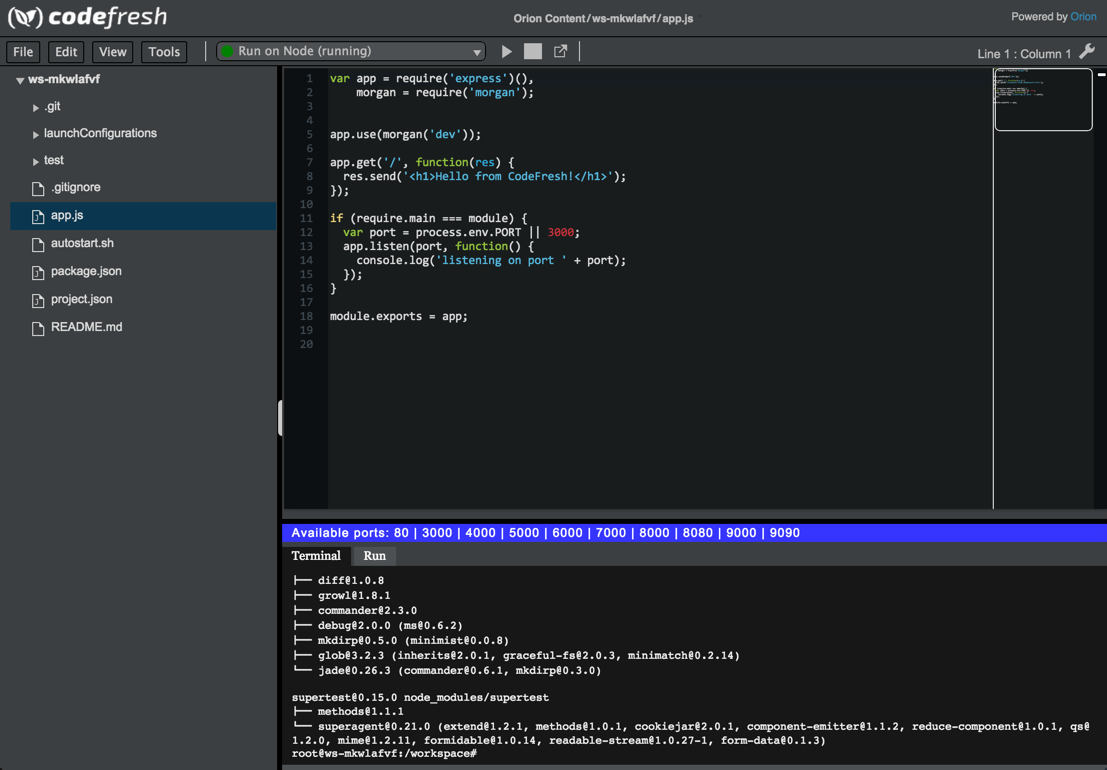 codefresh
Orion Content/ws-mkwlafvf/app.js
Powered by Orion
File Edit View Tools
Run on Node (running)
Line 1 : Column 1
ws-mkwlafvf
.git
launchConfigurations
test
.gitignore
app.js
autostart.sh
package.json
project.json
README.md
1 var app = require('express')(),
2     morgan = require('morgan');
3
4
5 app.use(morgan('dev'));
6
7 app.get('/', function(res) {
8   res.send('<h1>Hello from CodeFresh!</h1>');
9 });
10
11 if (require.main === module) {
12   var port = process.env.PORT || 3000;
13   app.listen(port, function() {
14     console.log('listening on port ' + port);
15   });
16 }
17
18 module.exports = app;
19
20
Available ports: 80 | 3000 | 4000 | 5000 | 6000 | 7000 | 8000 | 8080 | 9000 | 9090
Terminal Run
├── diff@1.0.8
├── growl@1.8.1
├── commander@2.3.0
├── debug@2.0.0 (ms@0.6.2)
├── mkdirp@0.5.0 (minimist@0.0.8)
├── glob@3.2.3 (inherits@2.0.1, graceful-fs@2.0.3, minimatch@0.2.14)
└── jade@0.26.3 (commander@0.6.1, mkdirp@0.3.0)
supertest@0.15.0 node_modules/supertest
├── methods@1.1.1
└── superagent@0.21.0 (extend@1.2.1, methods@1.0.1, cookiejar@2.0.1, component-emitter@1.1.2, reduce-component@1.0.1, qs@
1.2.0, mime@1.2.11, formidable@1.0.14, readable-stream@1.0.27-1, form-data@0.1.3)
root@ws-mkwlafvf:/workspace#